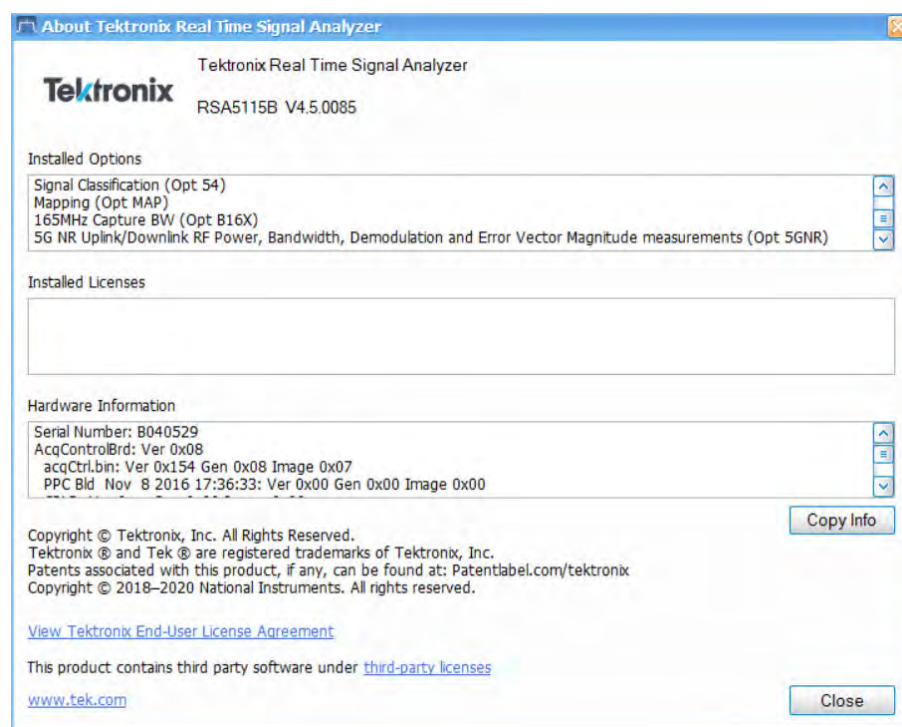 About Tektronix Real Time Signal Analyzer
Tektronix
Tektronix Real Time Signal Analyzer
RSA5115B V4.5.0085
Installed Options
Signal Classification (Opt 54)
Mapping (Opt MAP)
165MHz Capture BW (Opt B16X)
5G NR Uplink/Downlink RF Power, Bandwidth, Demodulation and Error Vector Magnitude measurements (Opt 5GNR)
Installed Licenses
Hardware Information
Serial Number: B040529
AcqControlBrd: Ver 0x08
acqCtrl.bin: Ver 0x154 Gen 0x08 Image 0x07
PPC Bld Nov 8 2016 17:36:33: Ver 0x00 Gen 0x00 Image 0x00
Copy Info
Copyright © Tektronix, Inc. All Rights Reserved.
Tektronix ® and Tek ® are registered trademarks of Tektronix, Inc.
Patents associated with this product, if any, can be found at: Patentlabel.com/tektronix
Copyright © 2018–2020 National Instruments. All rights reserved.
View Tektronix End-User License Agreement
This product contains third party software under third-party licenses
www.tek.com
Close